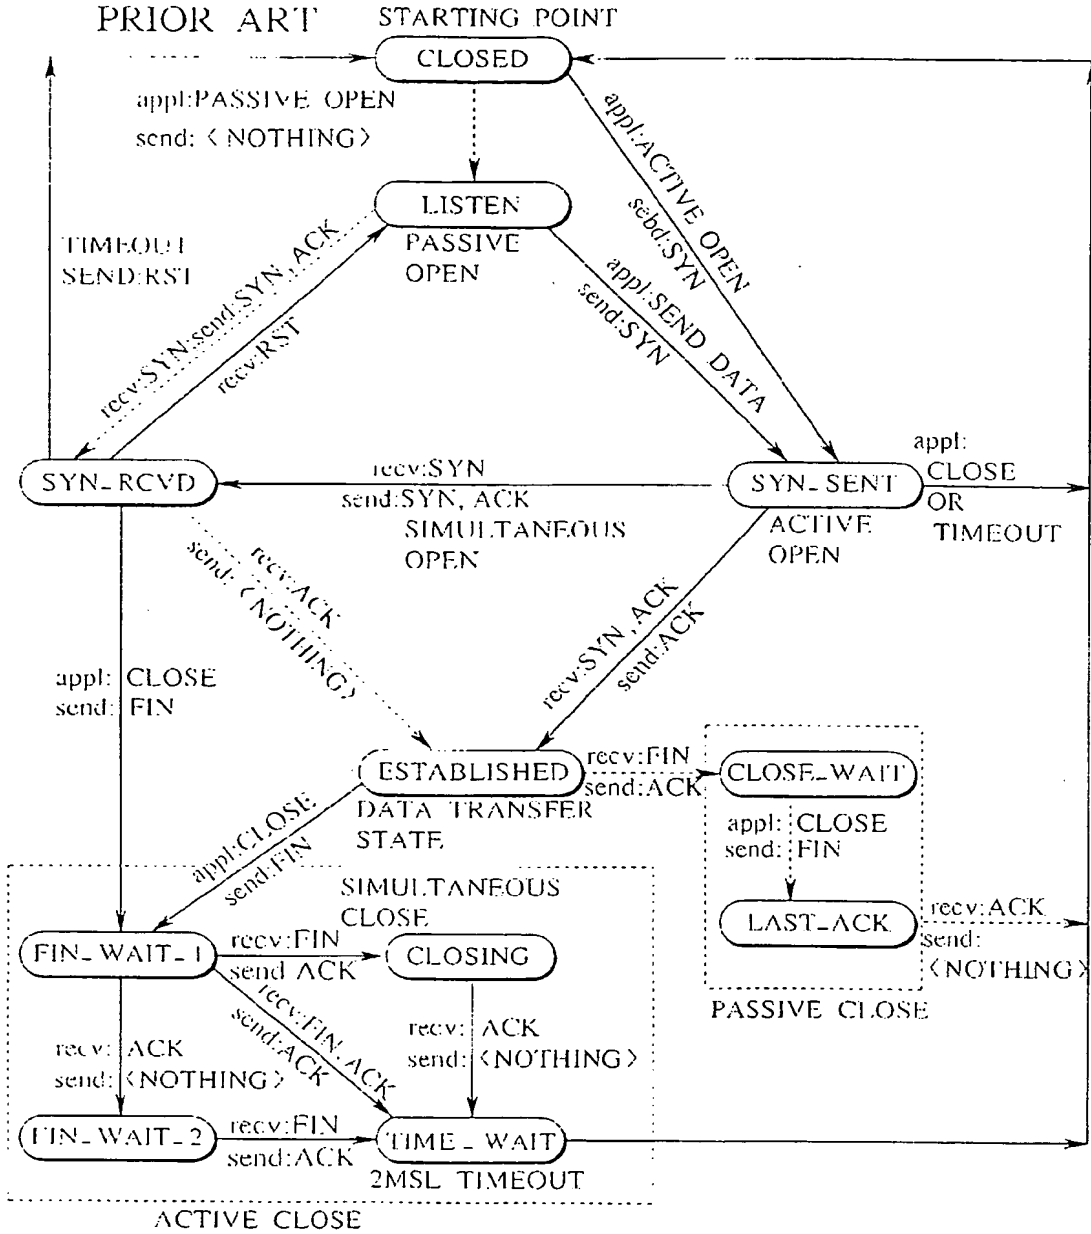 PRIOR ART
STARTING POINT
CLOSED
appl:PASSIVE OPEN
send: <NOTHING>
appl:ACTIVE OPEN
sebd:SYN
LISTEN
PASSIVE
OPEN
TIMEOUT
SEND:RST
recv:SYN:send:SYN, ACK
recv:RST
appl:SEND DATA
send:SYN
SYN_RCVD
recv:SYN
send:SYN, ACK
SIMULTANEOUS
OPEN
SYN_SENT
ACTIVE
OPEN
appl:
CLOSE
OR
TIMEOUT
recv:ACK
send:
<NOTHING>
recv:SYN, ACK
send:ACK
appl: CLOSE
send: FIN
ESTABLISHED
DATA TRANSFER
STATE
recv:FIN
send:ACK
CLOSE_WAIT
appl: CLOSE
send: FIN
LAST_ACK
recv:ACK
send:
<NOTHING>
PASSIVE CLOSE
appl:CLOSE
send:FIN
SIMULTANEOUS
CLOSE
FIN_WAIT_1
recv:FIN
send ACK
CLOSING
recv:FIN, ACK
send:ACK
recv: ACK
send: <NOTHING>
recv: ACK
send: <NOTHING>
FIN_WAIT_2
recv:FIN
send:ACK
TIME_WAIT
2MSL TIMEOUT
ACTIVE CLOSE